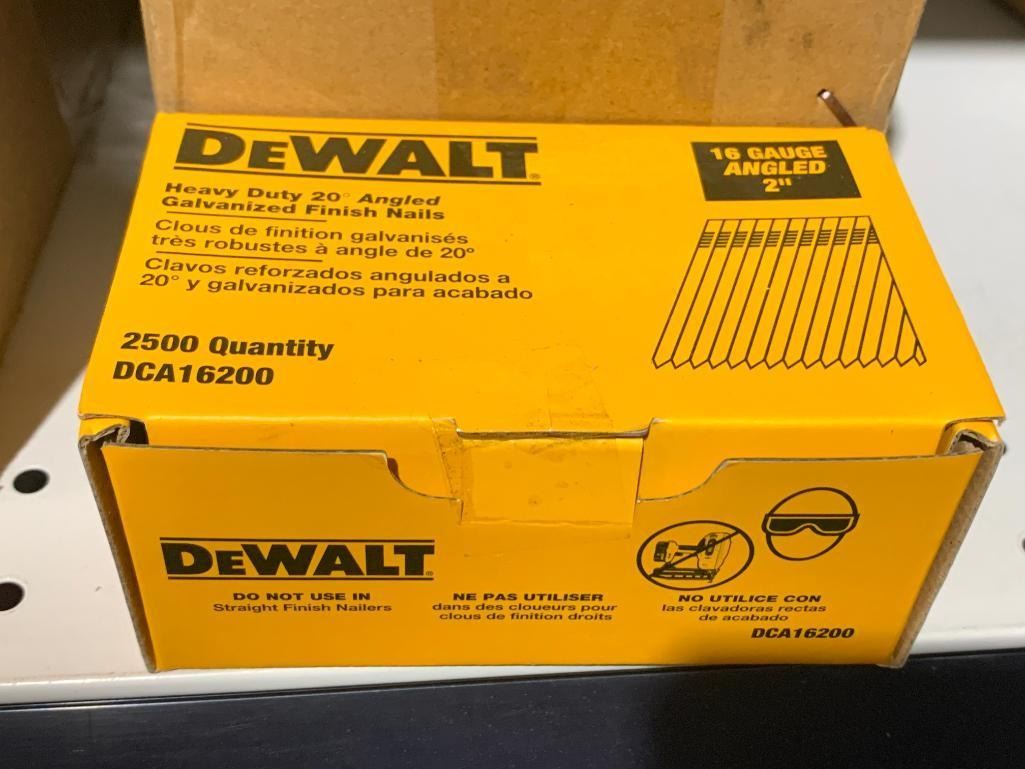 DEWALT
16 GAUGE
ANGLED
2"
Heavy Duty 20° Angled
Galvanized Finish Nails
Clous de finition galvanisés
très robustes à angle de 20º
Clavos reforzados angulados a
20° y galvanizados para acabado
2500 Quantity
DCA16200
DEWALT
DO NOT USE IN
Straight Finish Nailers
NE PAS UTILISER
dans des cloueurs pour
clous de finition droits
NO UTILICE CON
las clavadoras rectas
de acabado
DCA16200